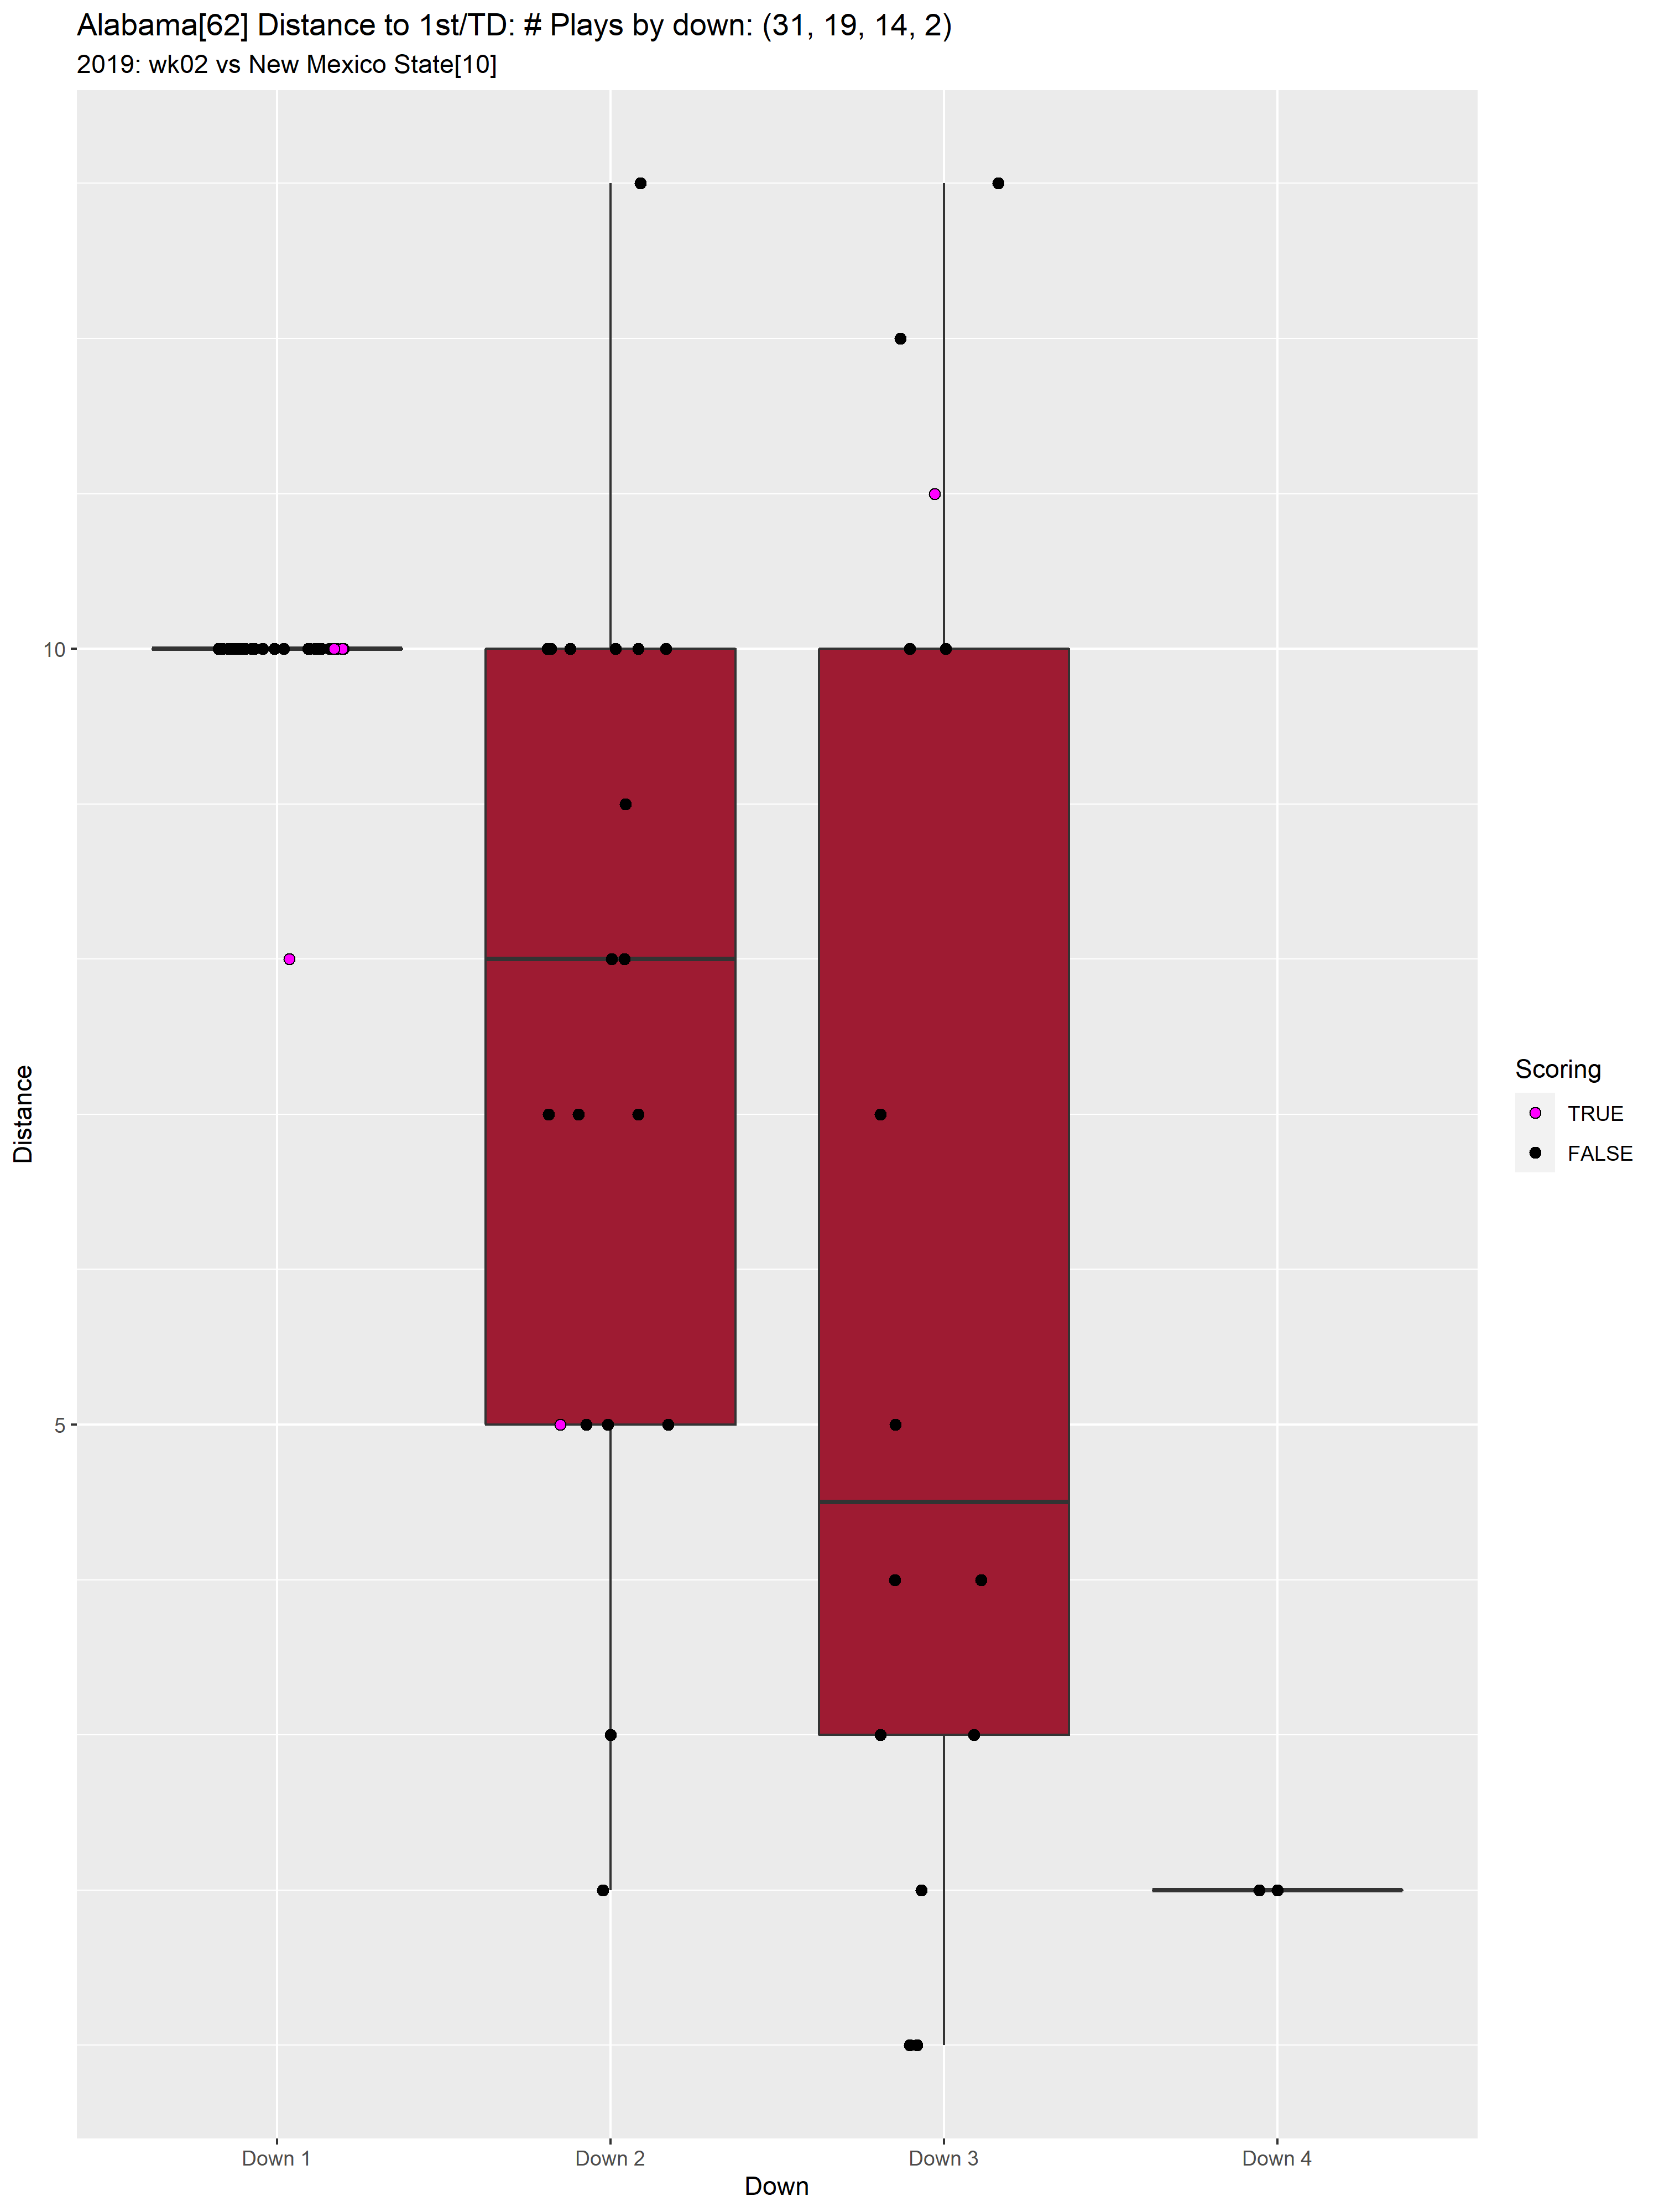 Alabama[62] Distance to 1st/TD: # Plays by down: (31, 19, 14, 2)
2019: wk02 vs New Mexico State[10]
10
5
Distance
Down 1
Down 2
Down 3
Down 4
Down
Scoring
TRUE
FALSE